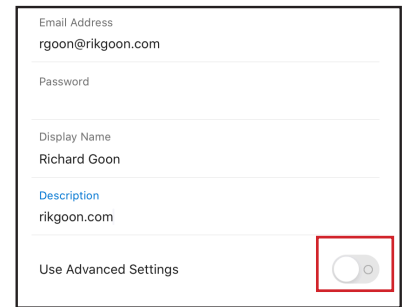 Email Address
rgoon@rikgoon.com
Password
Display Name
Richard Goon
Description
rikgoon.com
Use Advanced Settings